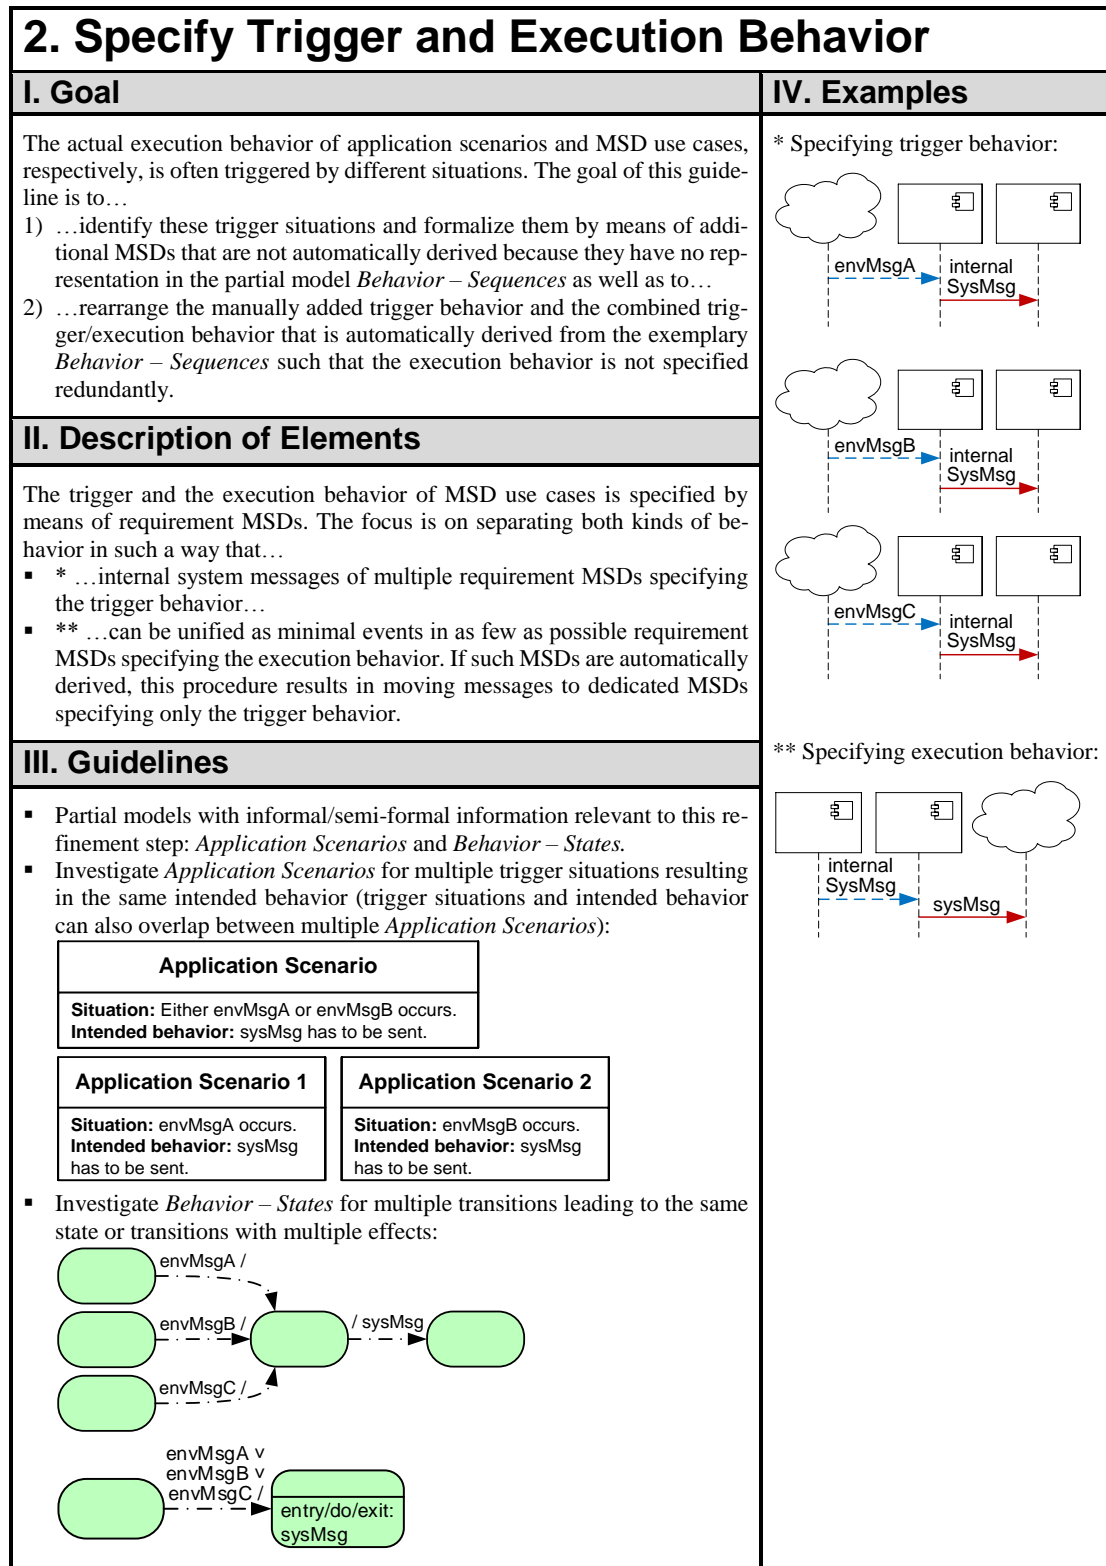 2. Specify Trigger and Execution Behavior
I. Goal
The actual execution behavior of application scenarios and MSD use cases,
respectively, is often triggered by different situations. The goal of this guide-
line is to…
1) …identify these trigger situations and formalize them by means of addi-
tional MSDs that are not automatically derived because they have no rep-
resentation in the partial model Behavior – Sequences as well as to…
2) …rearrange the manually added trigger behavior and the combined trig-
ger/execution behavior that is automatically derived from the exemplary
Behavior – Sequences such that the execution behavior is not specified
redundantly.
II. Description of Elements
The trigger and the execution behavior of MSD use cases is specified by
means of requirement MSDs. The focus is on separating both kinds of be-
havior in such a way that…
▪ * …internal system messages of multiple requirement MSDs specifying
the trigger behavior…
▪ ** …can be unified as minimal events in as few as possible requirement
MSDs specifying the execution behavior. If such MSDs are automatically
derived, this procedure results in moving messages to dedicated MSDs
specifying only the trigger behavior.
III. Guidelines
▪ Partial models with informal/semi-formal information relevant to this re-
finement step: Application Scenarios and Behavior – States.
▪ Investigate Application Scenarios for multiple trigger situations resulting
in the same intended behavior (trigger situations and intended behavior
can also overlap between multiple Application Scenarios):
Application Scenario
Situation: Either envMsgA or envMsgB occurs.
Intended behavior: sysMsg has to be sent.
Application Scenario 1
Situation: envMsgA occurs.
Intended behavior: sysMsg
has to be sent.
Application Scenario 2
Situation: envMsgB occurs.
Intended behavior: sysMsg
has to be sent.
▪ Investigate Behavior – States for multiple transitions leading to the same
state or transitions with multiple effects:
envMsgA /
envMsgB /
/ sysMsg
envMsgC /
envMsgA ∨
envMsgB ∨
envMsgC /
entry/do/exit:
sysMsg
IV. Examples
* Specifying trigger behavior:
envMsgA
internal
SysMsg
envMsgB
internal
SysMsg
envMsgC
internal
SysMsg
** Specifying execution behavior:
internal
SysMsg
sysMsg